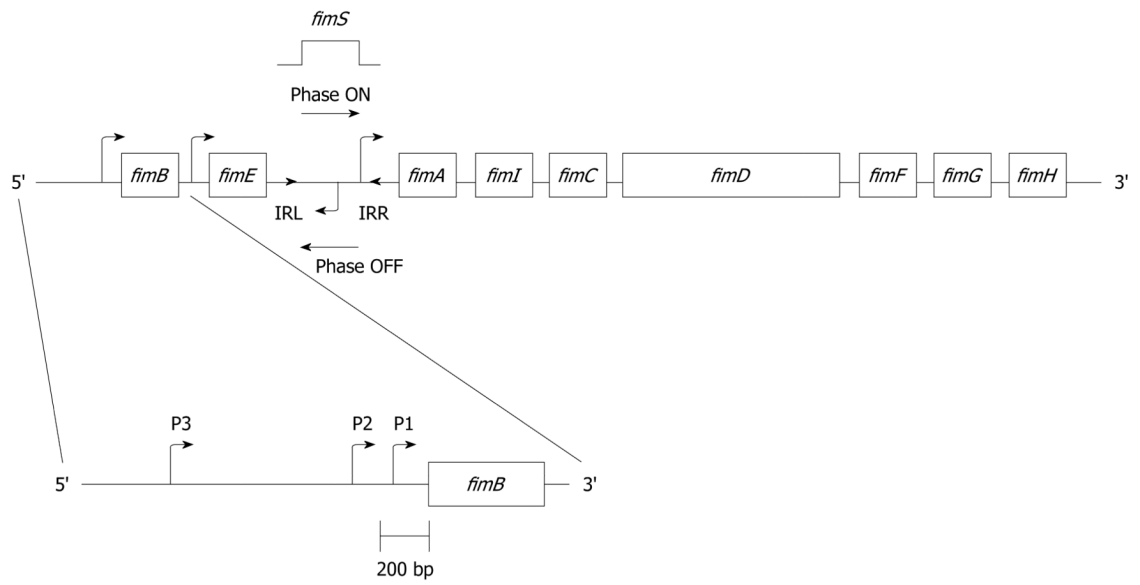 fimS
Phase ON
5' fimB fimE fimA fimI fimC fimD fimF fimG fimH 3'
IRL IRR
Phase OFF
P3 P2 P1
5' fimB 3'
200 bp